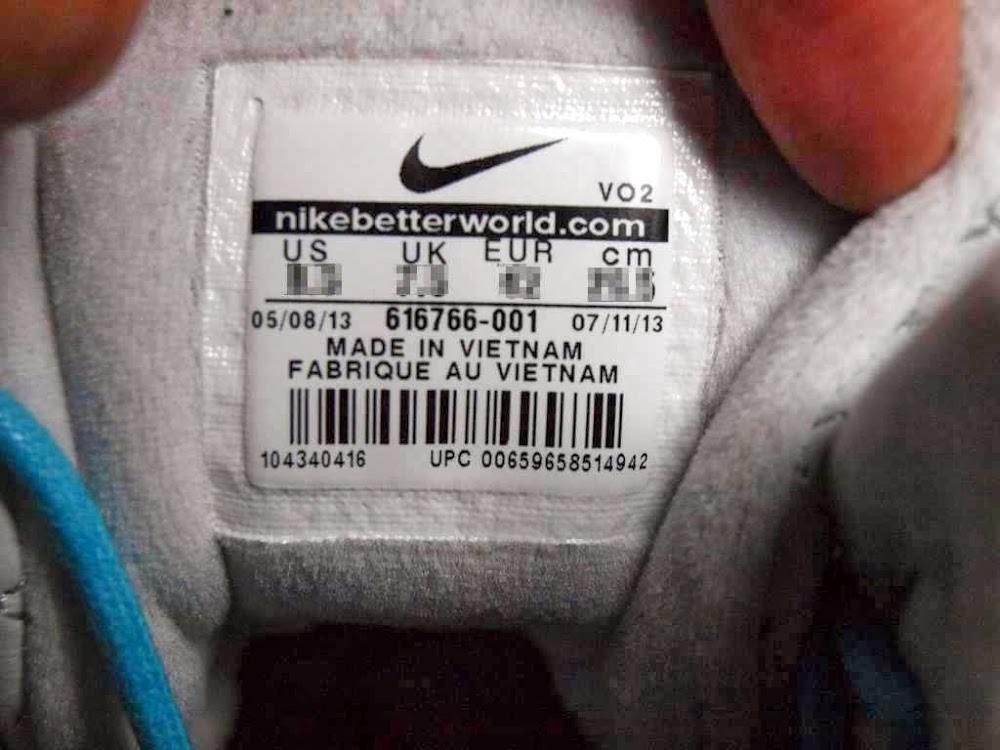 VO2
nikebetterworld.com
US UK EUR cm
05/08/13 616766-001 07/11/13
MADE IN VIETNAM
FABRIQUE AU VIETNAM
104340416 UPC 00659658514942